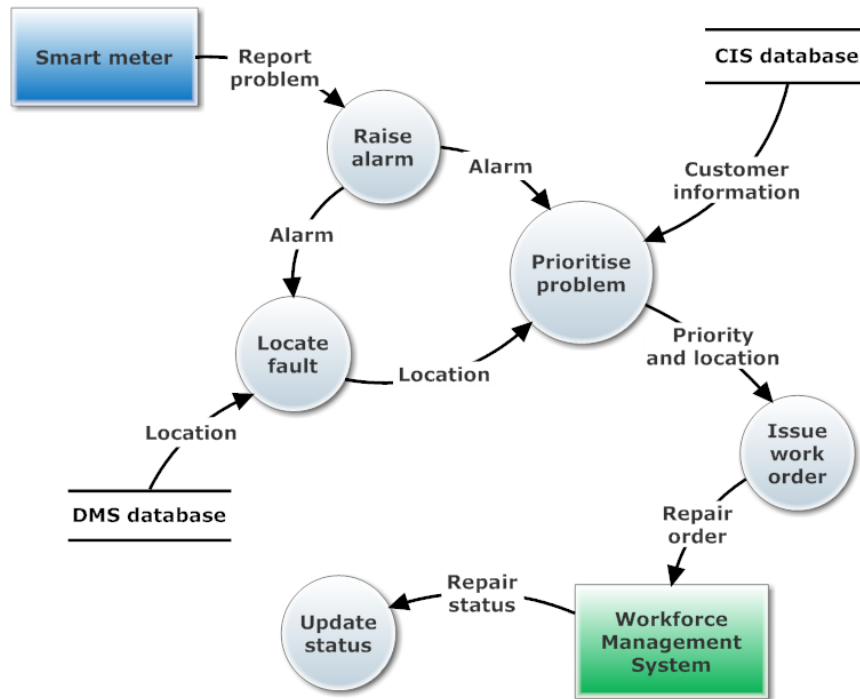 Smart meter
Report
problem
CIS database
Raise
alarm
Alarm
Customer
information
Alarm
Prioritise
problem
Locate
fault
Location
Priority
and location
Location
Issue
work
order
DMS database
Repair
order
Repair
status
Update
status
Workforce
Management
System